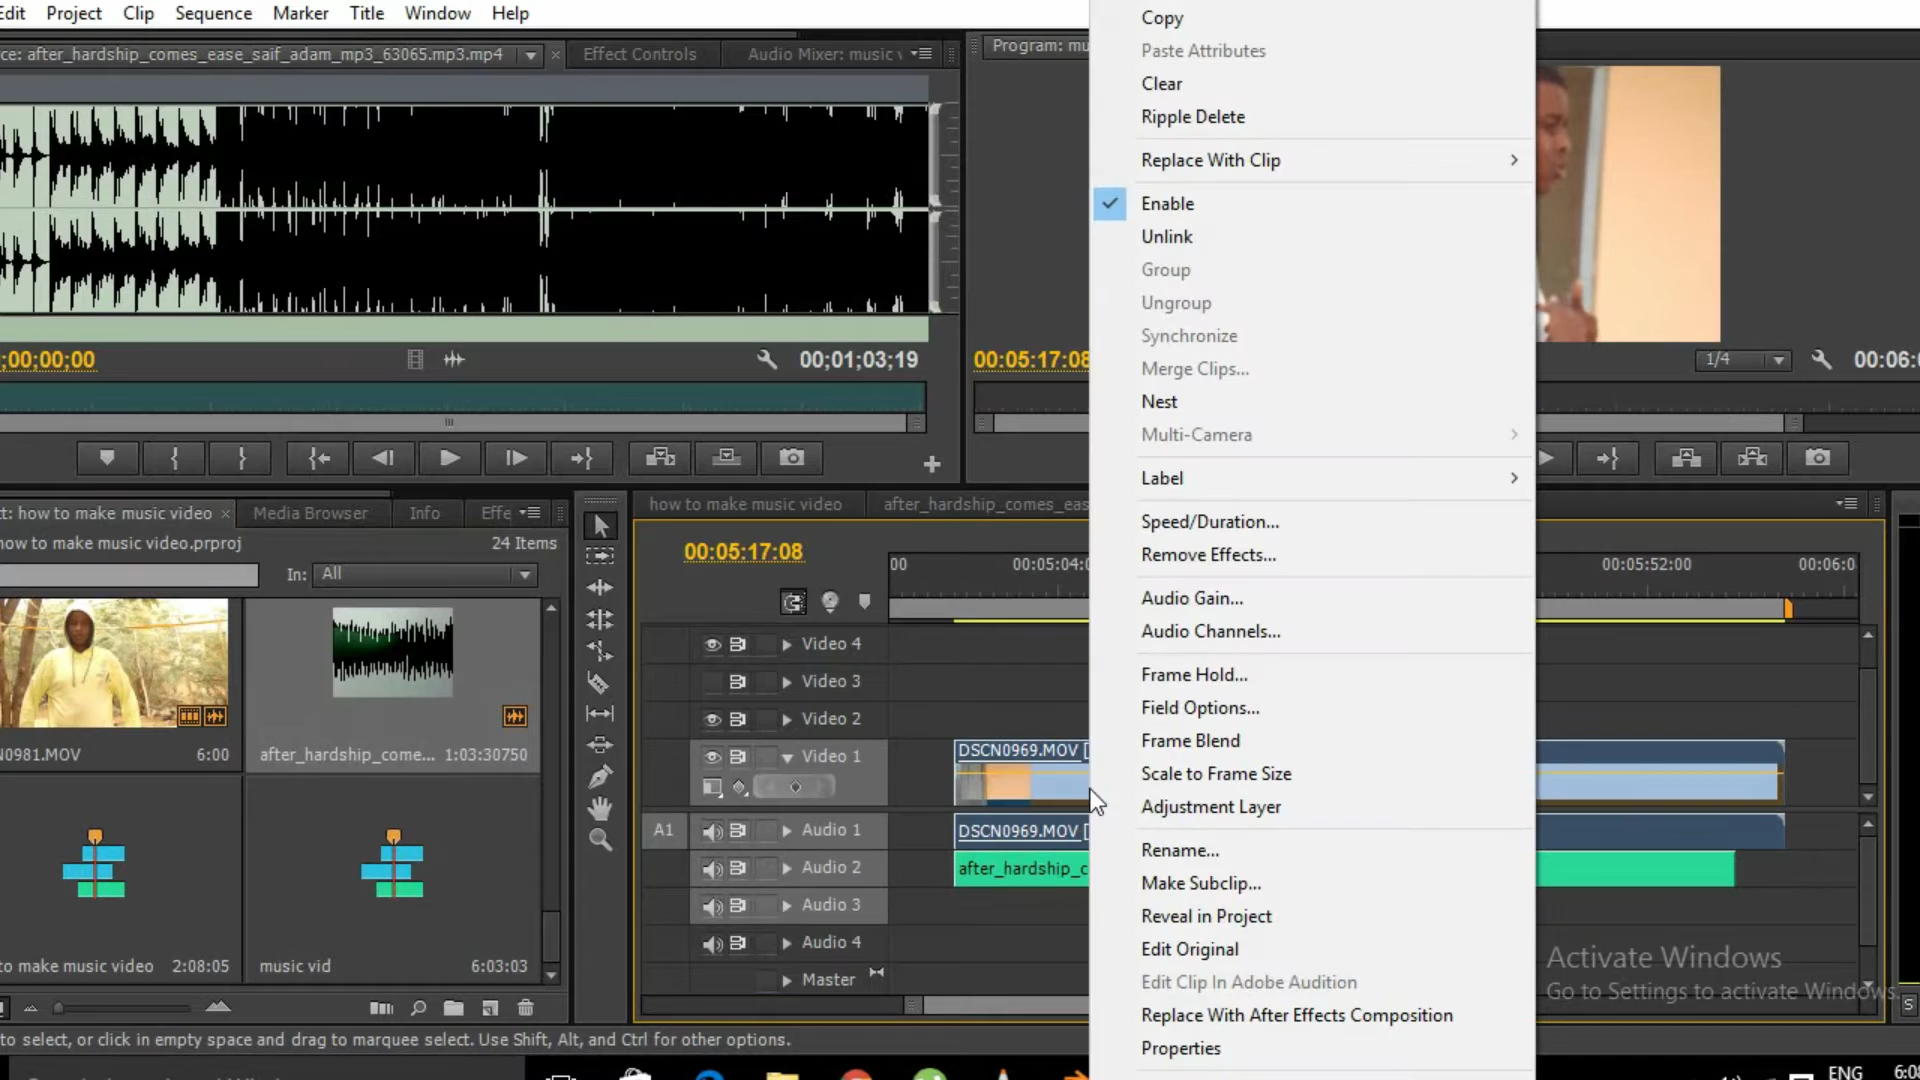 Edit Project Clip Sequence Marker Title Window Help
ce: after_hardship_comes_ease_saif_adam_mp3_63065.mp3.mp4
Effect Controls
Audio Mixer: music v
Program: mu
;00;00;00
00;01;03;19
00:05:17:08
1/4
00:06:0
t: how to make music video
Media Browser
Info
Effe
how to make music video.prproj
24 Items
In: All
N0981.MOV 6:00
after_hardship_come... 1:03:30750
to make music video 2:08:05
music vid 6:03:03
how to make music video
after_hardship_comes_eas
00:05:17:08
00
00:05:04:0
00:05:52:00
00:06:0
Video 4
Video 3
Video 2
Video 1
DSCN0969.MOV [
A1
Audio 1
DSCN0969.MOV [
Audio 2
after_hardship_c
Audio 3
Audio 4
Master
Copy
Paste Attributes
Clear
Ripple Delete
Replace With Clip
Enable
Unlink
Group
Ungroup
Synchronize
Merge Clips...
Nest
Multi-Camera
Label
Speed/Duration...
Remove Effects...
Audio Gain...
Audio Channels...
Frame Hold...
Field Options...
Frame Blend
Scale to Frame Size
Adjustment Layer
Rename...
Make Subclip...
Reveal in Project
Edit Original
Edit Clip In Adobe Audition
Replace With After Effects Composition
Properties
Activate Windows
Go to Settings to activate Windows.
S
to select, or click in empty space and drag to marquee select. Use Shift, Alt, and Ctrl for other options.
ENG
6:08